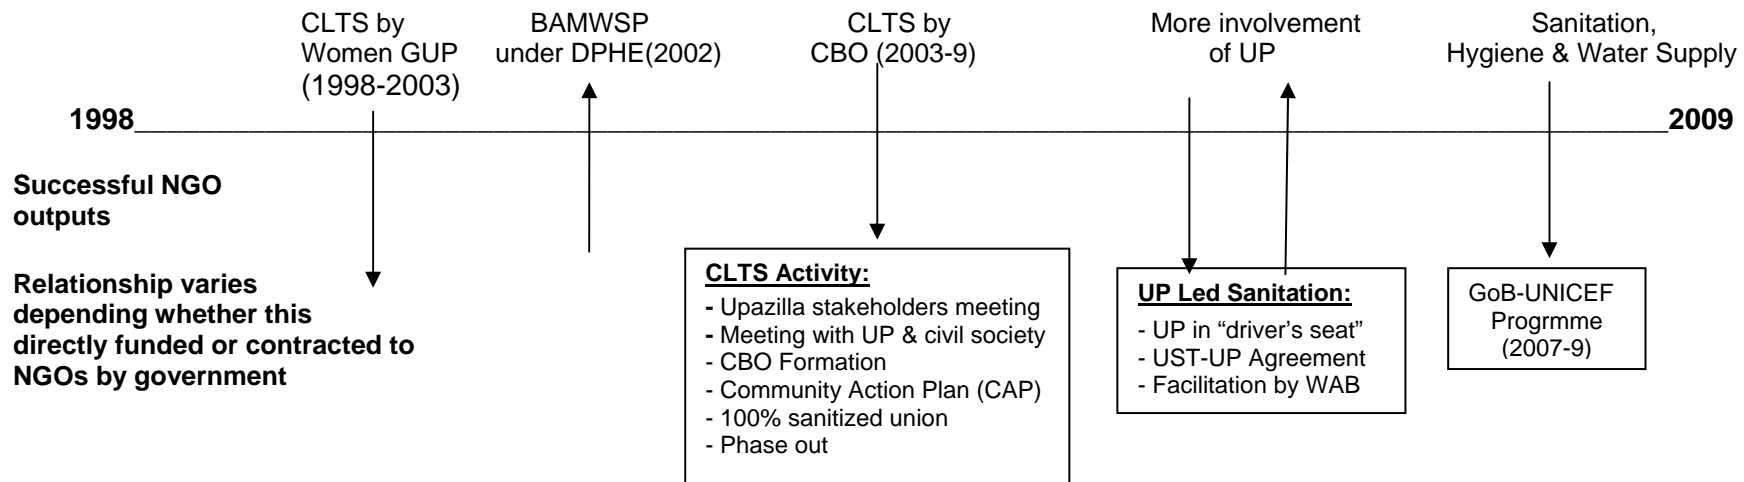 CLTS by
Women GUP
(1998-2003)
BAMWSP
under DPHE(2002)
CLTS by
CBO (2003-9)
More involvement
of UP
Sanitation,
Hygiene & Water Supply
1998 2009
Successful NGO
outputs
Relationship varies
depending whether this
directly funded or contracted to
NGOs by government
CLTS Activity:
- Upazilla stakeholders meeting
- Meeting with UP & civil society
- CBO Formation
- Community Action Plan (CAP)
- 100% sanitized union
- Phase out
UP Led Sanitation:
- UP in “driver’s seat”
- UST-UP Agreement
- Facilitation by WAB
GoB-UNICEF
Progrmme
(2007-9)